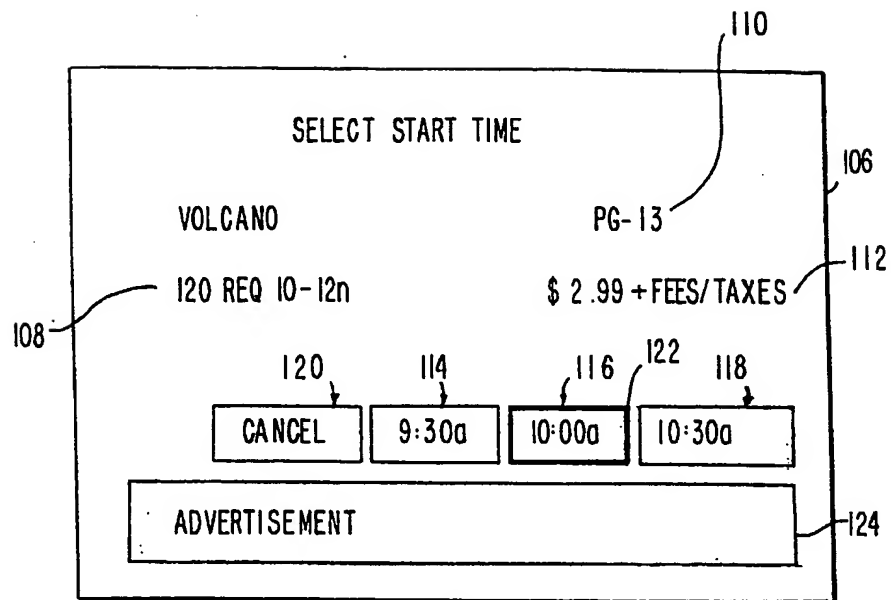 110
SELECT START TIME
106
VOLCANO PG-13
112
120 REQ 10-12n $ 2.99 +FEES/TAXES
108
120 114 116 122 118
CANCEL 9:30a 10:00a 10:30a
ADVERTISEMENT
124